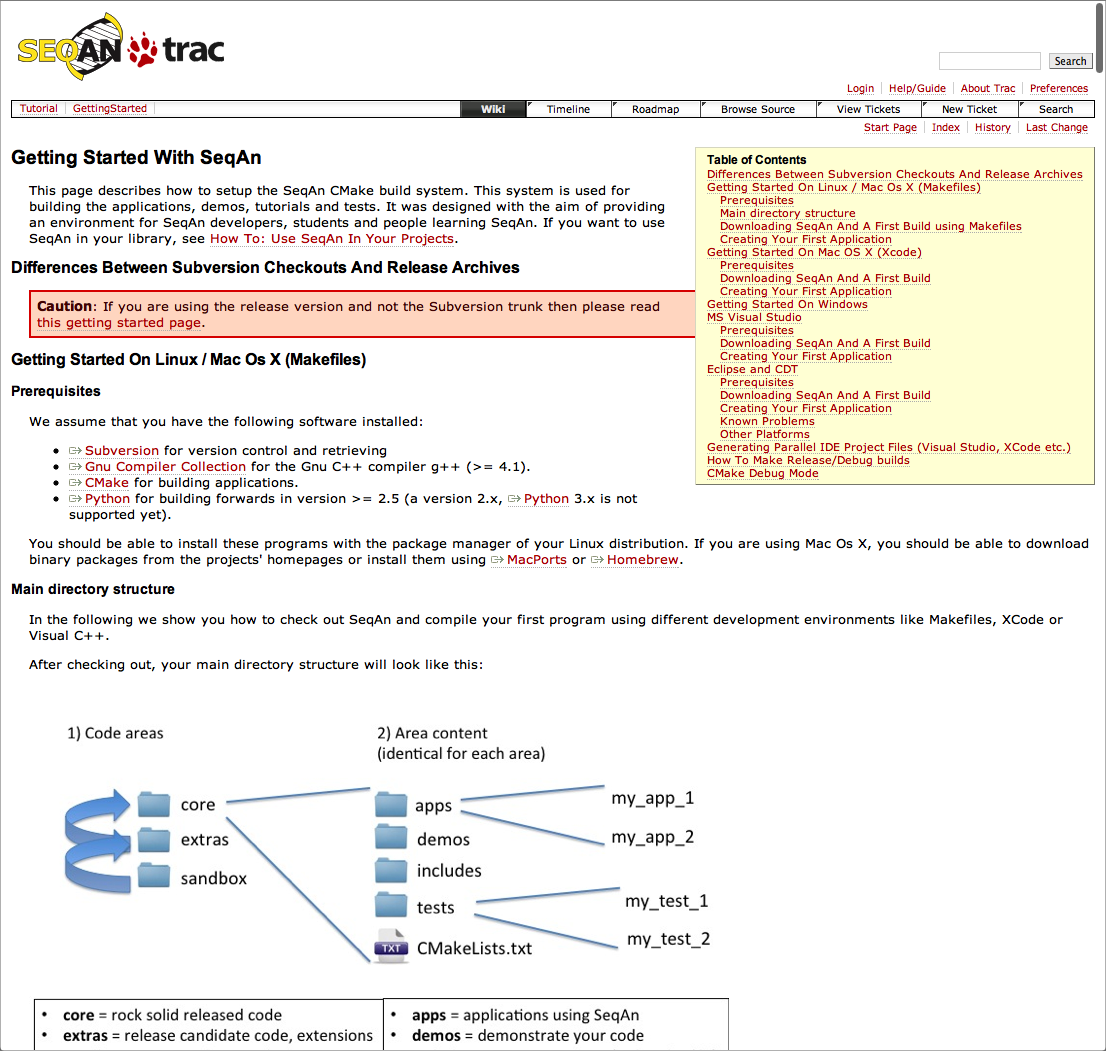 SEQAN trac
Search
Login Help/Guide About Trac Preferences
Tutorial GettingStarted Wiki Timeline Roadmap Browse Source View Tickets New Ticket Search
Start Page Index History Last Change
Getting Started With SeqAn
This page describes how to setup the SeqAn CMake build system. This system is used for
building the applications, demos, tutorials and tests. It was designed with the aim of providing
an environment for SeqAn developers, students and people learning SeqAn. If you want to use
SeqAn in your library, see How To: Use SeqAn In Your Projects.
Differences Between Subversion Checkouts And Release Archives
Caution: If you are using the release version and not the Subversion trunk then please read
this getting started page.
Table of Contents
Differences Between Subversion Checkouts And Release Archives
Getting Started On Linux / Mac Os X (Makefiles)
Prerequisites
Main directory structure
Downloading SeqAn And A First Build using Makefiles
Creating Your First Application
Getting Started On Mac OS X (Xcode)
Prerequisites
Downloading SeqAn And A First Build
Creating Your First Application
Getting Started On Windows
MS Visual Studio
Prerequisites
Downloading SeqAn And A First Build
Creating Your First Application
Eclipse and CDT
Prerequisites
Downloading SeqAn And A First Build
Creating Your First Application
Known Problems
Other Platforms
Generating Parallel IDE Project Files (Visual Studio, XCode etc.)
How To Make Release/Debug builds
CMake Debug Mode
Getting Started On Linux / Mac Os X (Makefiles)
Prerequisites
We assume that you have the following software installed:
• Subversion for version control and retrieving
• Gnu Compiler Collection for the Gnu C++ compiler g++ (>= 4.1).
• CMake for building applications.
• Python for building forwards in version >= 2.5 (a version 2.x, Python 3.x is not
supported yet).
You should be able to install these programs with the package manager of your Linux distribution. If you are using Mac Os X, you should be able to download
binary packages from the projects' homepages or install them using MacPorts or Homebrew.
Main directory structure
In the following we show you how to check out SeqAn and compile your first program using different development environments like Makefiles, XCode or
Visual C++.
After checking out, your main directory structure will look like this:
1) Code areas
core
extras
sandbox
2) Area content
(identical for each area)
apps
demos
includes
tests
TXT CMakeLists.txt
my_app_1
my_app_2
my_test_1
my_test_2
• core = rock solid released code
• extras = release candidate code, extensions
• apps = applications using SeqAn
• demos = demonstrate your code